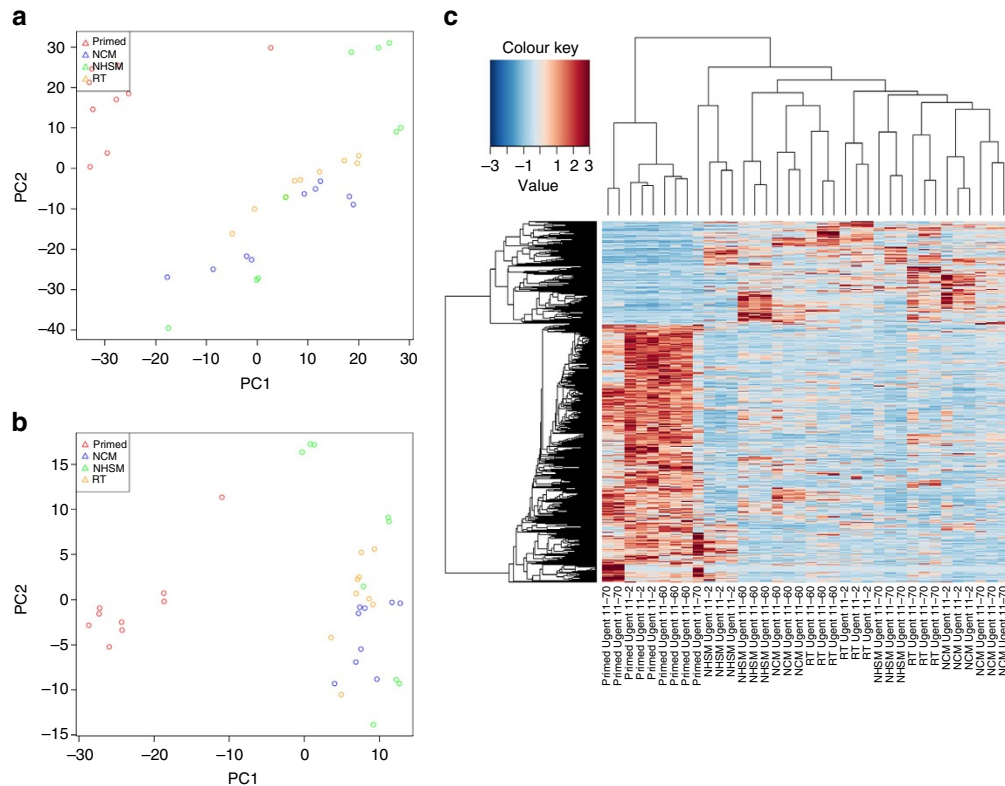 a
Primed
NCM
NHSM
RT
30
20
10
0
−10
−20
−30
−40
PC2
−30
−20
−10
0
10
20
30
PC1
b
Primed
NCM
NHSM
RT
15
10
5
0
−5
−10
−15
PC2
−30
−20
−10
0
10
PC1
c
Colour key
−3
−1
0
1
2
3
Value
Primed Ugent 11−70
Primed Ugent 11−70
Primed Ugent 11−2
Primed Ugent 11−2
Primed Ugent 11−2
Primed Ugent 11−60
Primed Ugent 11−60
Primed Ugent 11−60
Primed Ugent 11−70
NHSM Ugent 11−2
NHSM Ugent 11−2
NHSM Ugent 11−2
NHSM Ugent 11−60
NHSM Ugent 11−60
NHSM Ugent 11−60
NCM Ugent 11−60
NCM Ugent 11−60
NCM Ugent 11−60
RT Ugent 11−60
RT Ugent 11−60
RT Ugent 11−60
RT Ugent 11−2
RT Ugent 11−2
RT Ugent 11−2
NHSM Ugent 11−70
NHSM Ugent 11−70
NHSM Ugent 11−70
RT Ugent 11−70
RT Ugent 11−70
RT Ugent 11−70
NCM Ugent 11−2
NCM Ugent 11−2
NCM Ugent 11−2
NCM Ugent 11−70
NCM Ugent 11−70
NCM Ugent 11−70